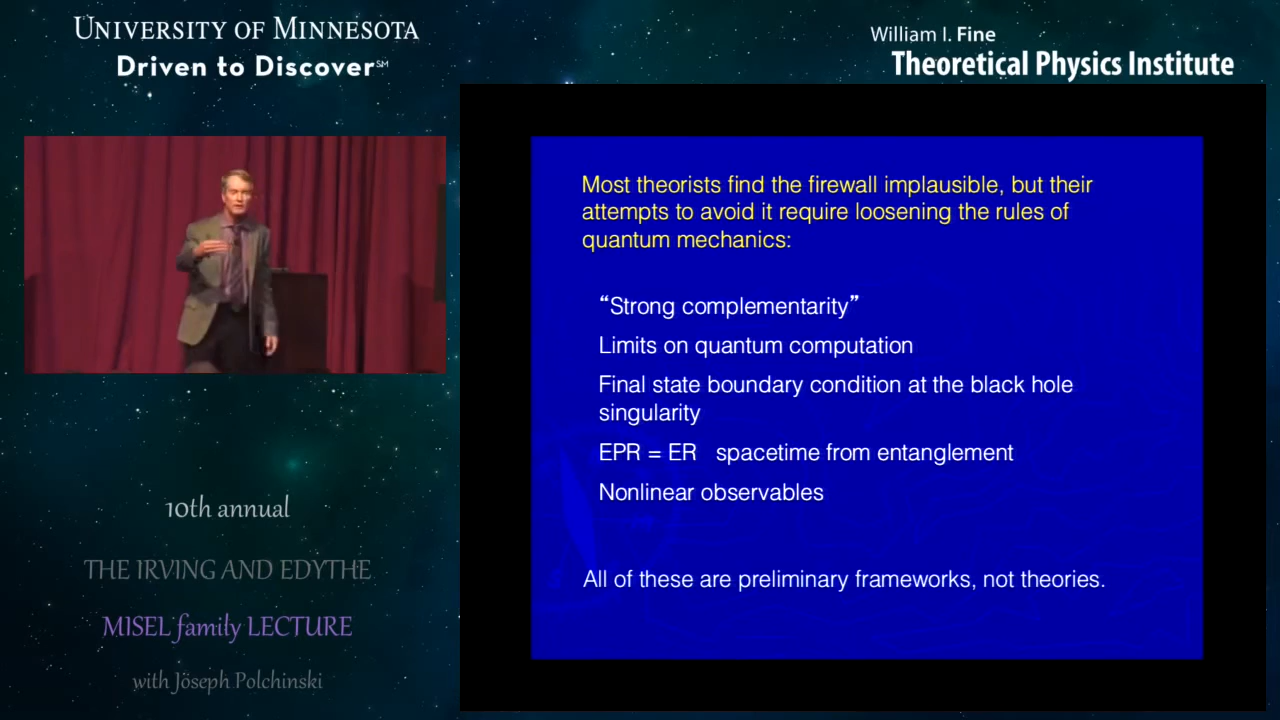 UNIVERSITY OF MINNESOTA
Driven to Discover℠
William I. Fine
Theoretical Physics Institute
Most theorists find the firewall implausible, but their
attempts to avoid it require loosening the rules of
quantum mechanics:
“Strong complementarity”
Limits on quantum computation
Final state boundary condition at the black hole
singularity
EPR = ER spacetime from entanglement
Nonlinear observables
All of these are preliminary frameworks, not theories.
10th annual
THE IRVING AND EDYTHE
MISEL family LECTURE
with Joseph Polchinski